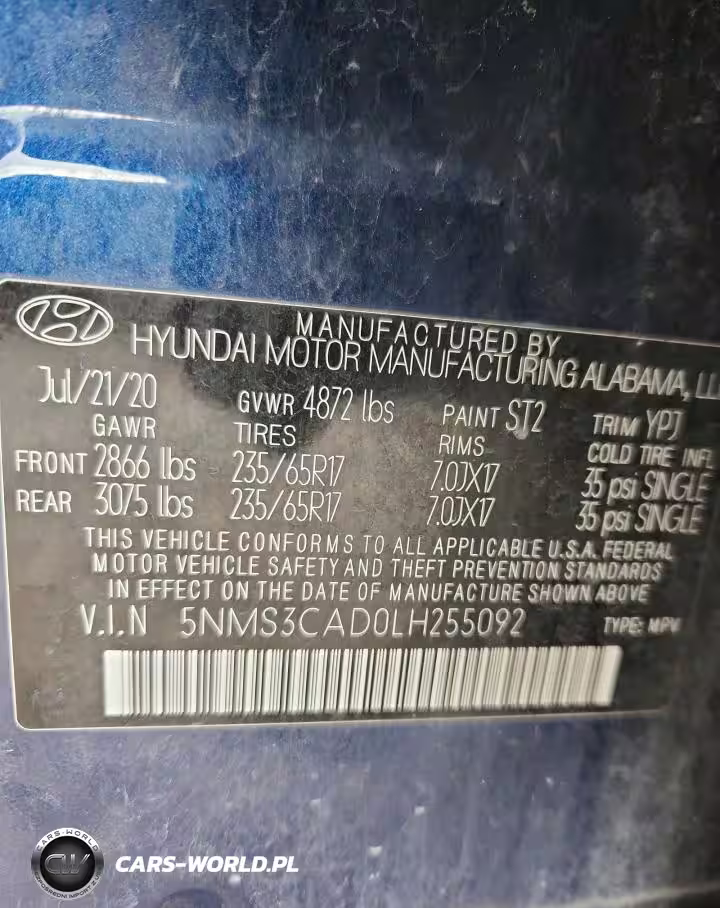 MANUFACTURED BY
HYUNDAI MOTOR MANUFACTURING ALABAMA, LL
Jul/21/20 GVWR 4872 lbs PAINT ST2 TRIM YPJ
GAWR TIRES RIMS COLD TIRE INFL
FRONT 2866 lbs 235/65R17 7.0JX17 35 psi SINGLE
REAR 3075 lbs 235/65R17 7.0JX17 35 psi SINGLE
THIS VEHICLE CONFORMS TO ALL APPLICABLE U.S.A. FEDERAL
MOTOR VEHICLE SAFETY AND THEFT PREVENTION STANDARDS
IN EFFECT ON THE DATE OF MANUFACTURE SHOWN ABOVE
V.I.N 5NMS3CAD0LH255092 TYPE: MPV
CARS-WORLD
CW
CARS-WORLD.PL